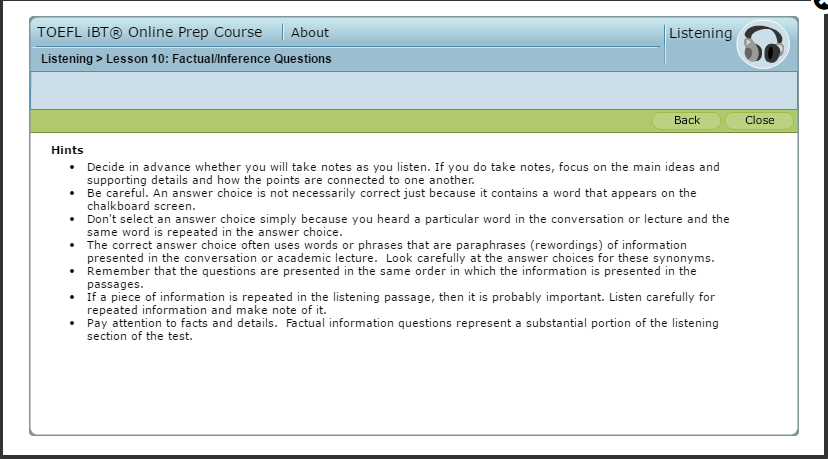 TOEFL iBT® Online Prep Course About Listening
Listening > Lesson 10: Factual/Inference Questions
Back Close
Hints
• Decide in advance whether you will take notes as you listen. If you do take notes, focus on the main ideas and
supporting details and how the points are connected to one another.
• Be careful. An answer choice is not necessarily correct just because it contains a word that appears on the
chalkboard screen.
• Don't select an answer choice simply because you heard a particular word in the conversation or lecture and the
same word is repeated in the answer choice.
• The correct answer choice often uses words or phrases that are paraphrases (rewordings) of information
presented in the conversation or academic lecture.  Look carefully at the answer choices for these synonyms.
• Remember that the questions are presented in the same order in which the information is presented in the
passages.
• If a piece of information is repeated in the listening passage, then it is probably important. Listen carefully for
repeated information and make note of it.
• Pay attention to facts and details.  Factual information questions represent a substantial portion of the listening
section of the test.